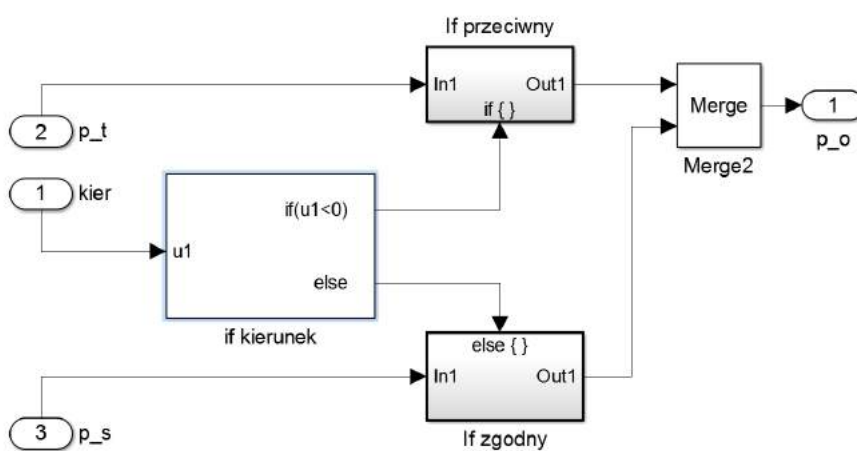 If przeciwny
In1 Out1
if { }
Merge
Merge2
1
p_o
2 p_t
1 kier
u1
if(u1<0)
else
if kierunek
else { }
In1 Out1
If zgodny
3 p_s